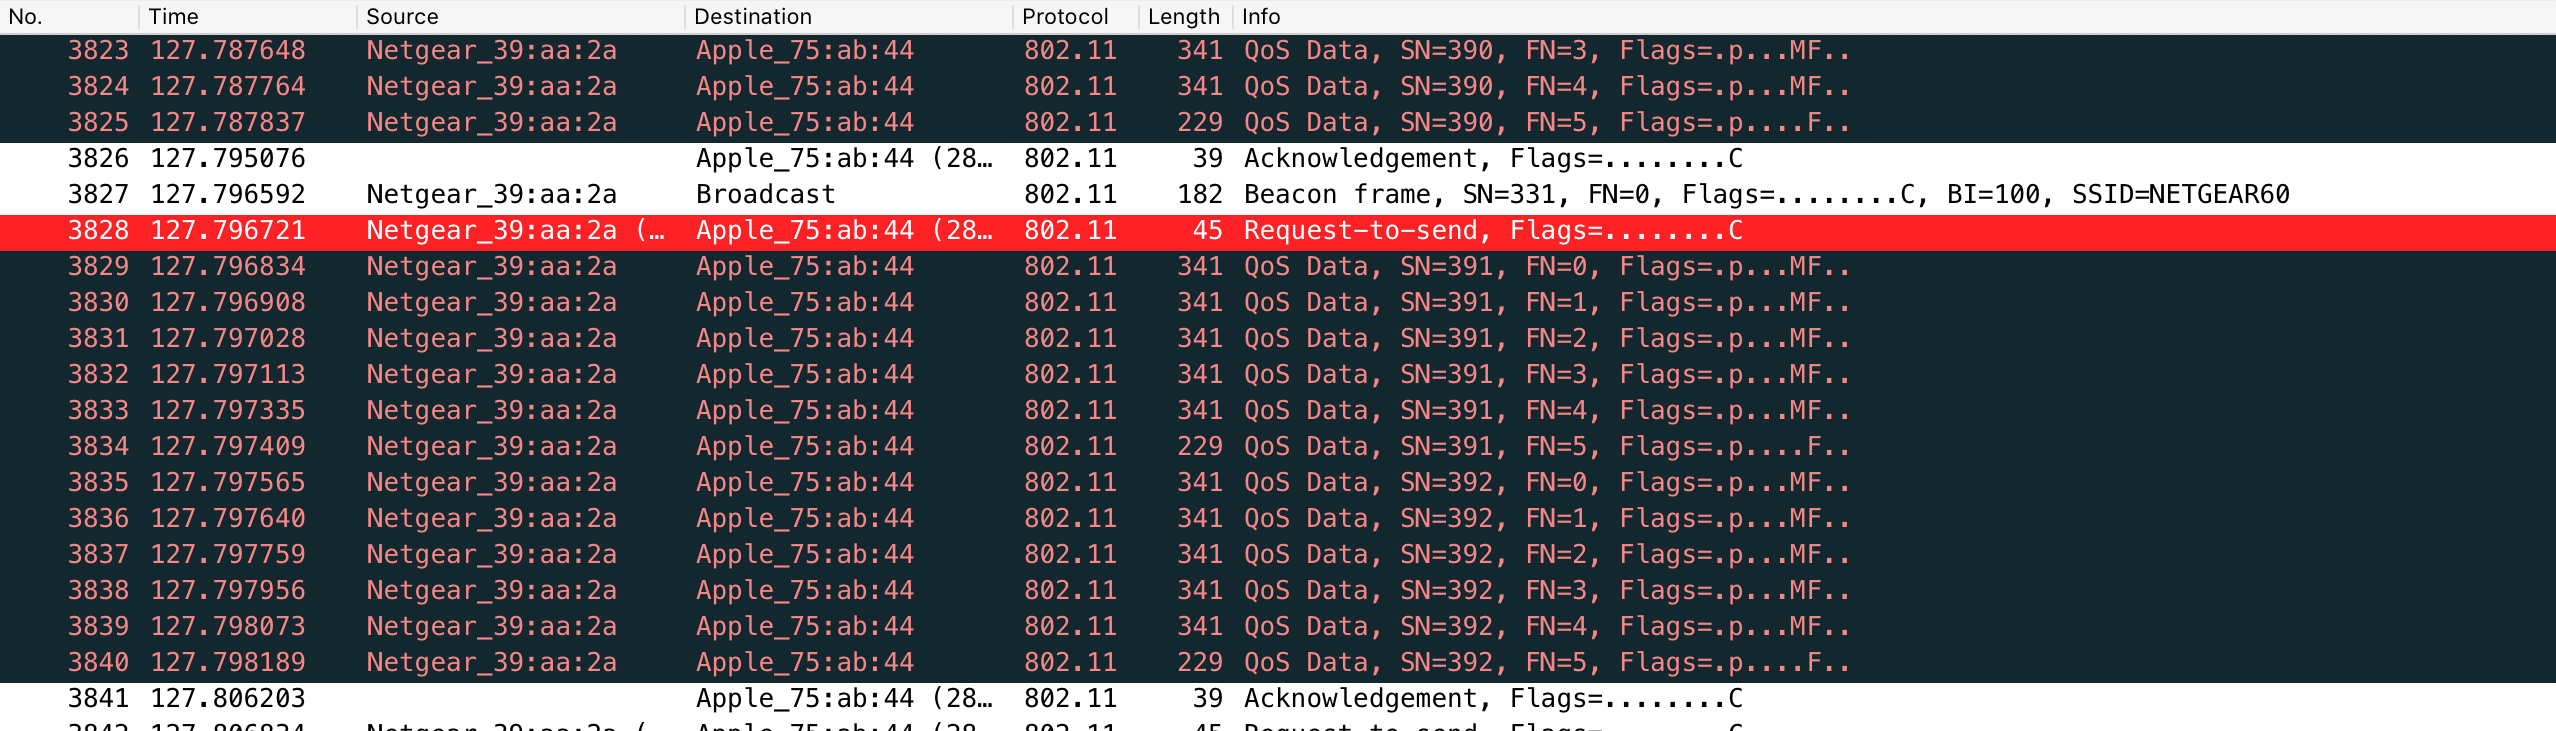 No. Time Source Destination Protocol Length Info
3823 127.787648 Netgear_39:aa:2a Apple_75:ab:44 802.11 341 QoS Data, SN=390, FN=3, Flags=.p...MF..
3824 127.787764 Netgear_39:aa:2a Apple_75:ab:44 802.11 341 QoS Data, SN=390, FN=4, Flags=.p...MF..
3825 127.787837 Netgear_39:aa:2a Apple_75:ab:44 802.11 229 QoS Data, SN=390, FN=5, Flags=.p....F..
3826 127.795076 Apple_75:ab:44 (28… 802.11 39 Acknowledgement, Flags=........C
3827 127.796592 Netgear_39:aa:2a Broadcast 802.11 182 Beacon frame, SN=331, FN=0, Flags=........C, BI=100, SSID=NETGEAR60
3828 127.796721 Netgear_39:aa:2a (… Apple_75:ab:44 (28… 802.11 45 Request-to-send, Flags=........C
3829 127.796834 Netgear_39:aa:2a Apple_75:ab:44 802.11 341 QoS Data, SN=391, FN=0, Flags=.p...MF..
3830 127.796908 Netgear_39:aa:2a Apple_75:ab:44 802.11 341 QoS Data, SN=391, FN=1, Flags=.p...MF..
3831 127.797028 Netgear_39:aa:2a Apple_75:ab:44 802.11 341 QoS Data, SN=391, FN=2, Flags=.p...MF..
3832 127.797113 Netgear_39:aa:2a Apple_75:ab:44 802.11 341 QoS Data, SN=391, FN=3, Flags=.p...MF..
3833 127.797335 Netgear_39:aa:2a Apple_75:ab:44 802.11 341 QoS Data, SN=391, FN=4, Flags=.p...MF..
3834 127.797409 Netgear_39:aa:2a Apple_75:ab:44 802.11 229 QoS Data, SN=391, FN=5, Flags=.p....F..
3835 127.797565 Netgear_39:aa:2a Apple_75:ab:44 802.11 341 QoS Data, SN=392, FN=0, Flags=.p...MF..
3836 127.797640 Netgear_39:aa:2a Apple_75:ab:44 802.11 341 QoS Data, SN=392, FN=1, Flags=.p...MF..
3837 127.797759 Netgear_39:aa:2a Apple_75:ab:44 802.11 341 QoS Data, SN=392, FN=2, Flags=.p...MF..
3838 127.797956 Netgear_39:aa:2a Apple_75:ab:44 802.11 341 QoS Data, SN=392, FN=3, Flags=.p...MF..
3839 127.798073 Netgear_39:aa:2a Apple_75:ab:44 802.11 341 QoS Data, SN=392, FN=4, Flags=.p...MF..
3840 127.798189 Netgear_39:aa:2a Apple_75:ab:44 802.11 229 QoS Data, SN=392, FN=5, Flags=.p....F..
3841 127.806203 Apple_75:ab:44 (28… 802.11 39 Acknowledgement, Flags=........C